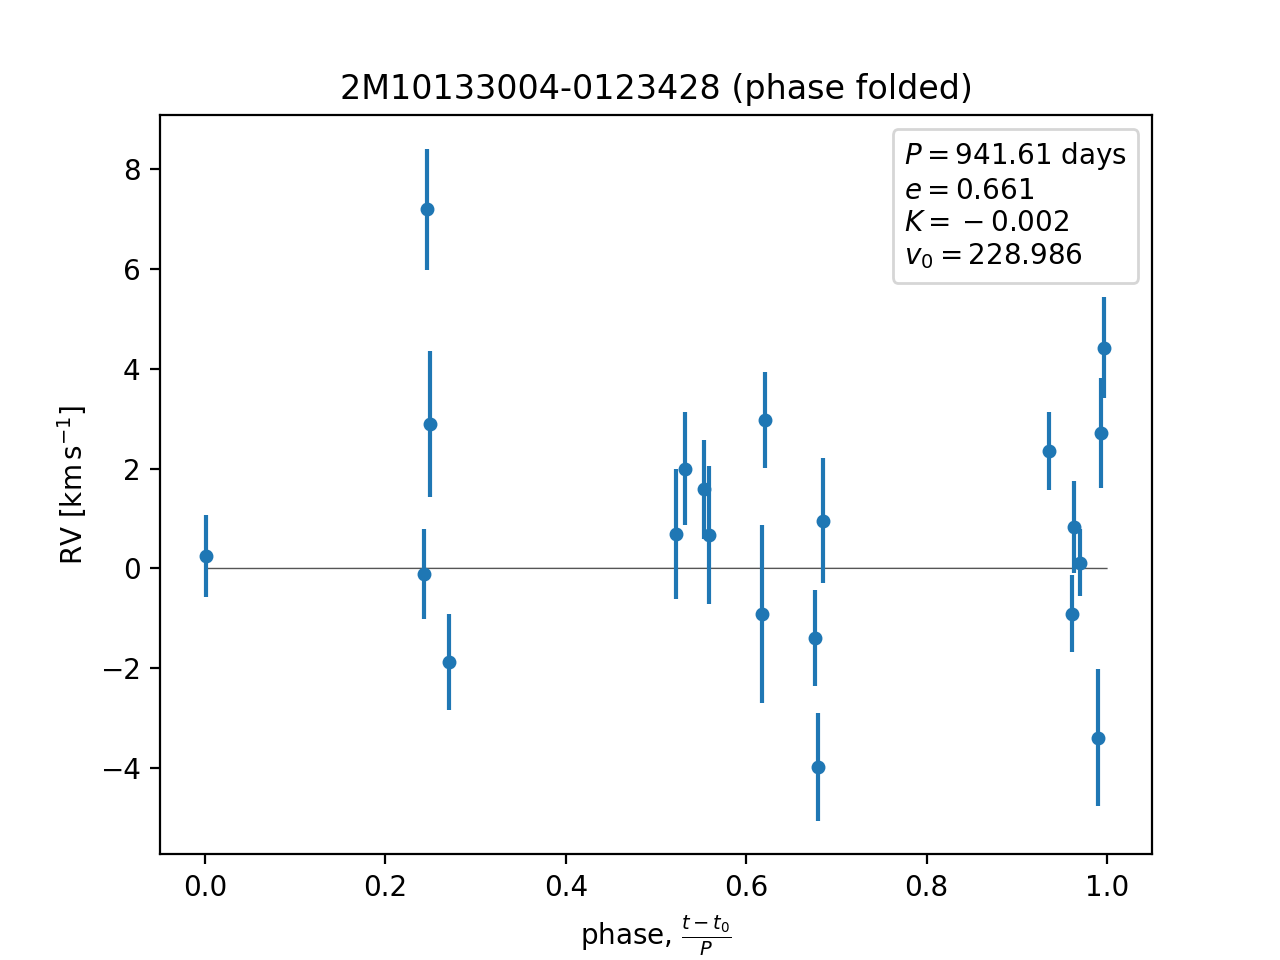 2M10133004-0123428 (phase folded)
P = 941.61 days
e = 0.661
K = −0.002
v₀ = 228.986
8
6
4
2
0
−2
−4
RV [km s⁻¹]
0.0 0.2 0.4 0.6 0.8 1.0
phase, (t − t₀)/P